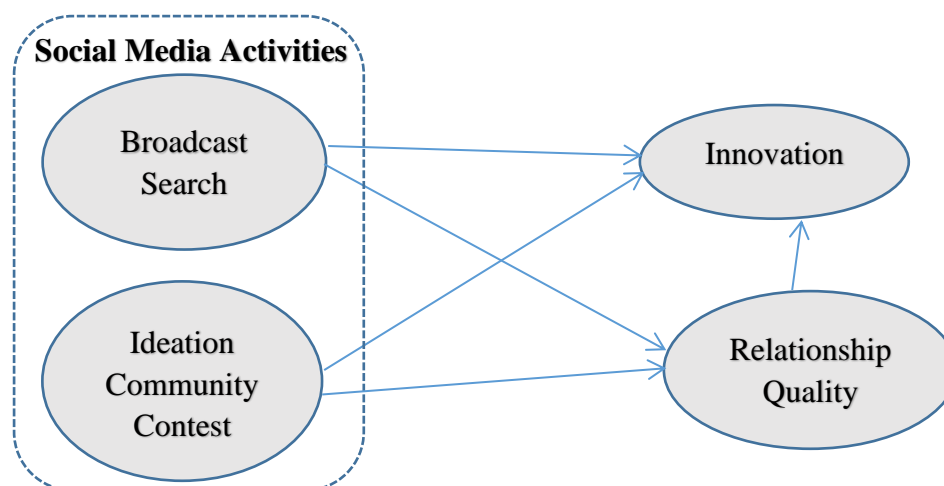 Social Media Activities
Broadcast
Search
Innovation
Ideation
Community
Contest
Relationship
Quality